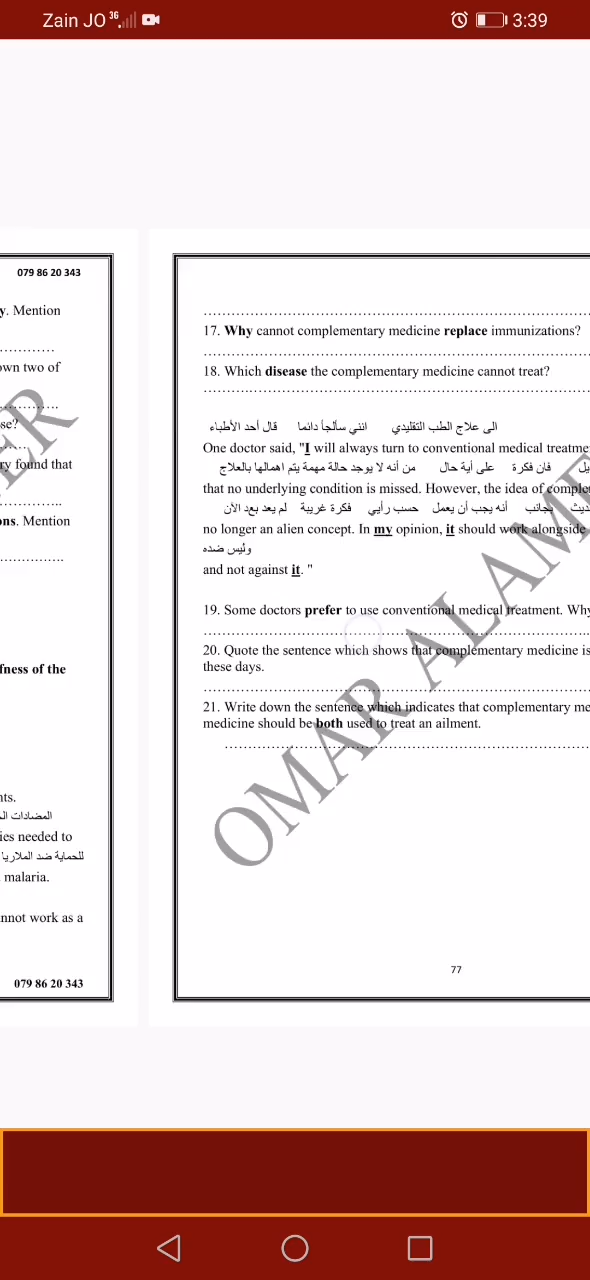 Zain JO 36 3:39
079 86 20 343
y. Mention
own two of
se?
ry found that
ons. Mention
fness of the
nts.
ies needed to
للحماية ضد الملاريا
malaria.
nnot work as a
079 86 20 343
17. Why cannot complementary medicine replace immunizations?
18. Which disease the complementary medicine cannot treat?
قال أحد الأطباء انني سألجأ دائما الى علاج الطب التقليدي
One doctor said, "I will always turn to conventional medical treatme
من أنه لا يوجد حالة مهمة يتم اهمالها بالعلاج على أية حال فان فكرة
that no underlying condition is missed. However, the idea of comple
لم يعد بعد الآن فكرة غريبة حسب رأيي أنه يجب أن يعمل بجانب
no longer an alien concept. In my opinion, it should work alongside
وليس ضده
and not against it. "
19. Some doctors prefer to use conventional medical treatment. Why
20. Quote the sentence which shows that complementary medicine is
these days.
21. Write down the sentence which indicates that complementary me
medicine should be both used to treat an ailment.
OMAR ALAME
77